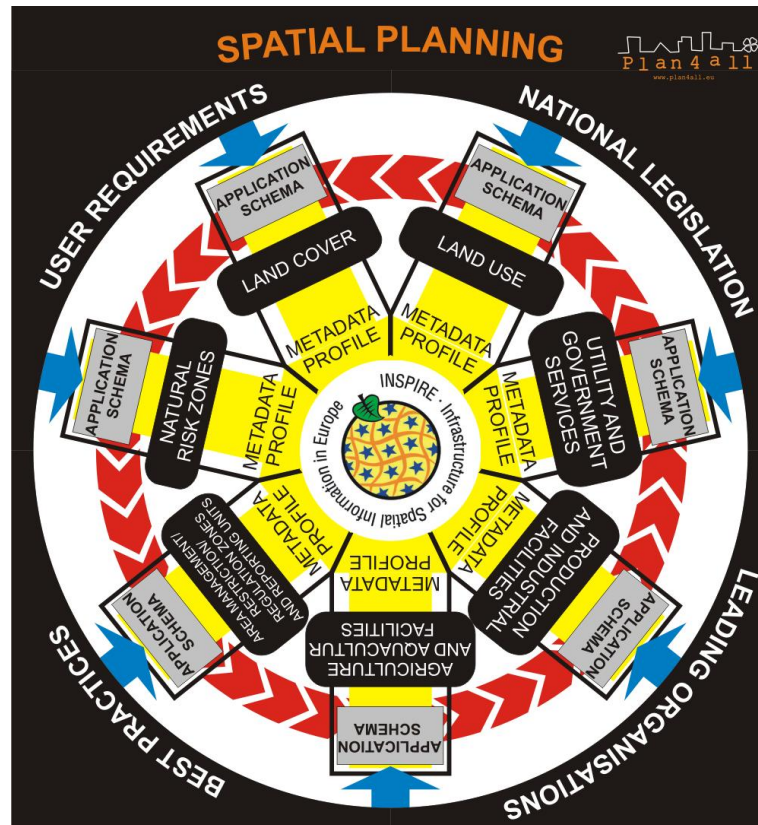 SPATIAL PLANNING
Plan4all
www.plan4all.eu
USER REQUIREMENTS
NATIONAL LEGISLATION
LEADING ORGANISATIONS
BEST PRACTICES
APPLICATION
SCHEMA
LAND COVER
METADATA
PROFILE
APPLICATION
SCHEMA
LAND USE
METADATA
PROFILE
APPLICATION
SCHEMA
UTILITY AND
GOVERNMENT
SERVICES
METADATA
PROFILE
APPLICATION
SCHEMA
PRODUCTION
AND INDUSTRIAL
FACILITIES
METADATA
PROFILE
APPLICATION
SCHEMA
AGRICULTURE
AND AQUACULTUR
FACILITIES
METADATA
PROFILE
APPLICATION
SCHEMA
AREA MANAGEMENT/
RESTRICTION/
REGULATION ZONES
AND REPORTING UNITS
METADATA
PROFILE
APPLICATION
SCHEMA
NATURAL
RISK ZONES
METADATA
PROFILE
INSPIRE · Infrastructure for Spatial Information in Europe